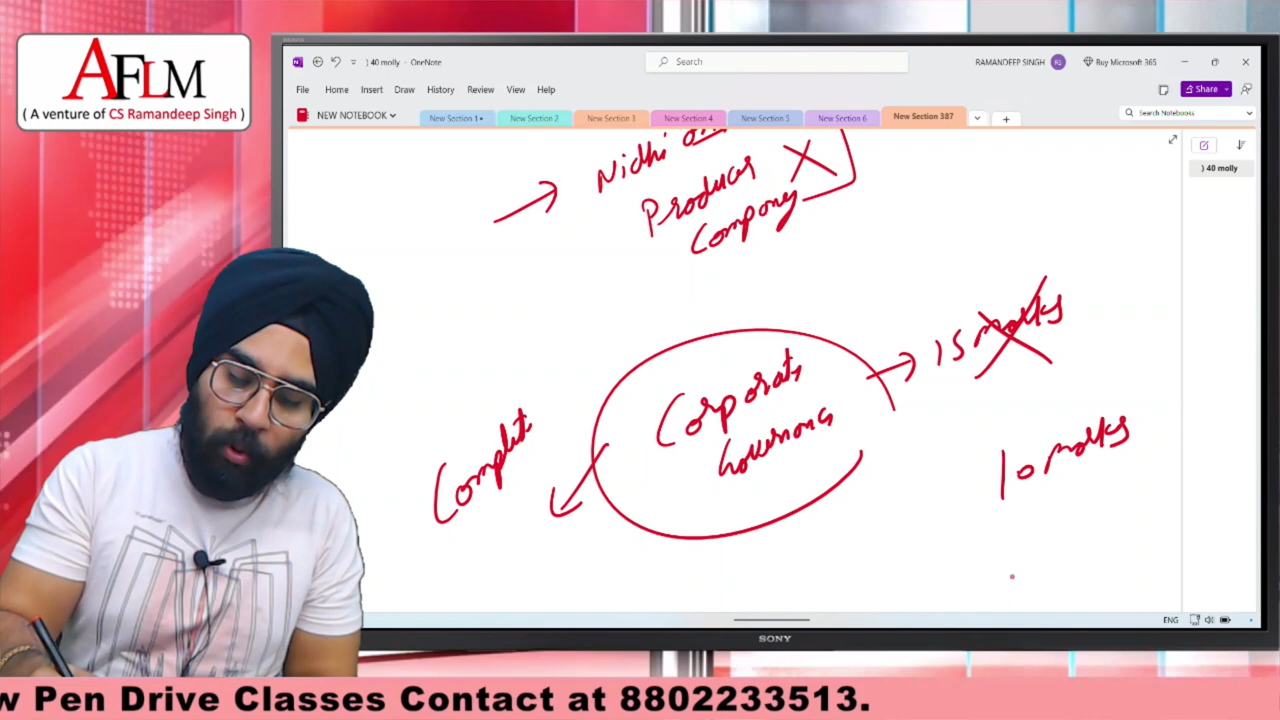 AFLM
( A venture of CS Ramandeep Singh )
SONY
) 40 molly - OneNote
Search
RAMANDEEP SINGH
RS
Buy Microsoft 365
File Home Insert Draw History Review View Help
Share
NEW NOTEBOOK
New Section 1
New Section 2
New Section 3
New Section 4
New Section 5
New Section 6
New Section 387
+
Search Notebooks
) 40 molly
Nidhi
Producer
Company
Corporate
Governance
15 marks
10 marks
Complete
ENG
SONY
w Pen Drive Classes Contact at 8802233513.